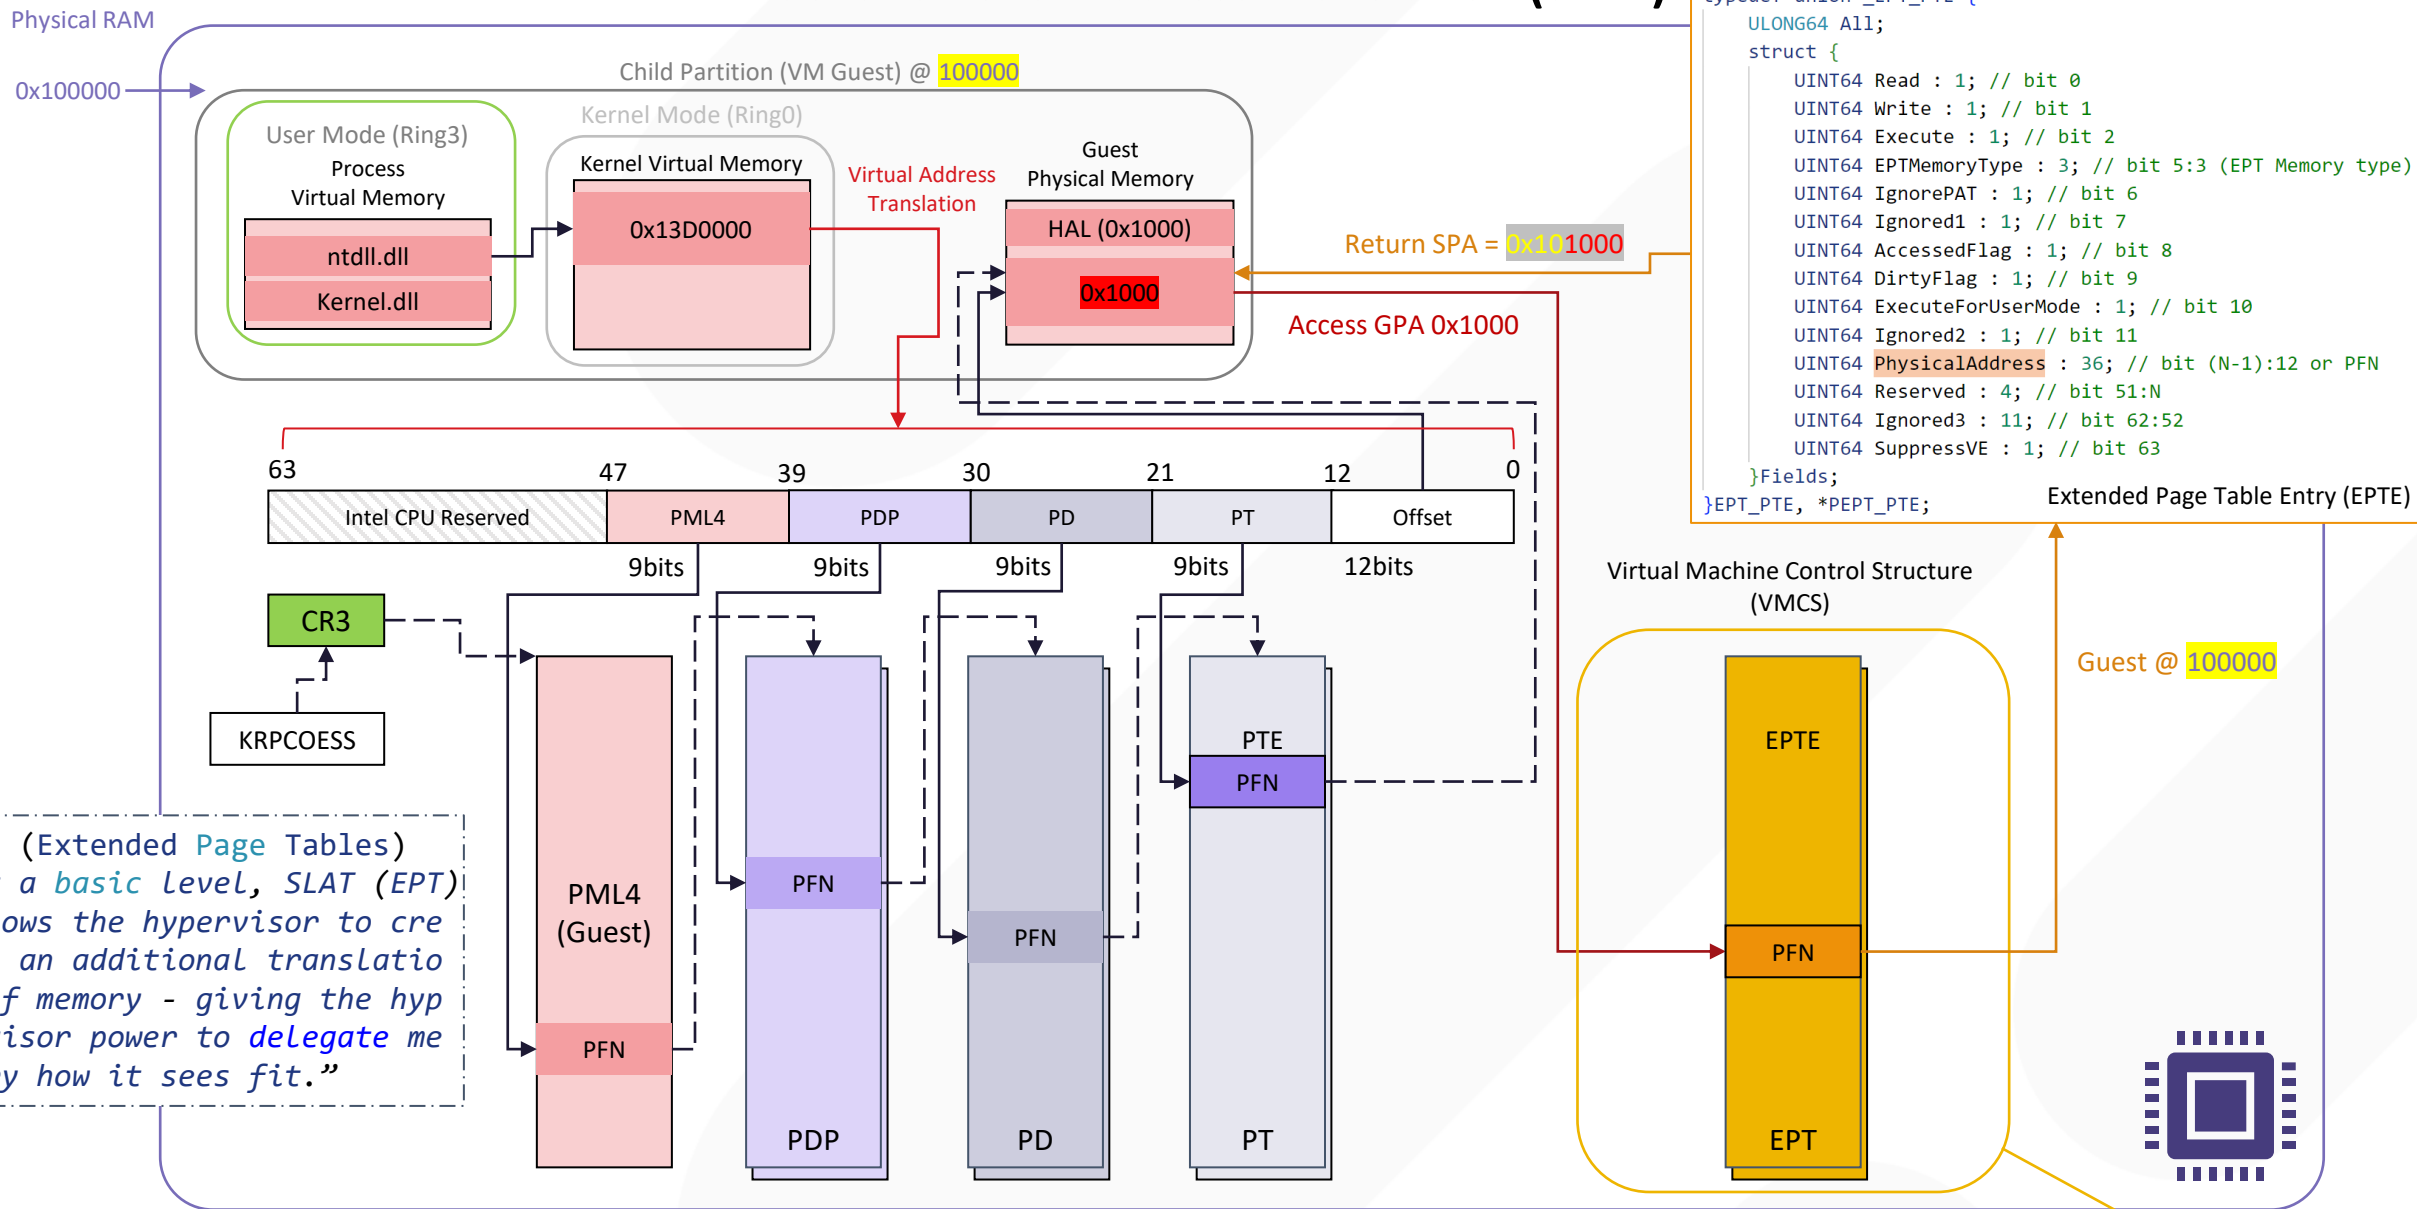 Physical RAM
0x100000
Child Partition (VM Guest) @ 100000
User Mode (Ring3)
Process
Virtual Memory
ntdll.dll
Kernel.dll
Kernel Mode (Ring0)
Kernel Virtual Memory
0x13D0000
Virtual Address
Translation
Guest
Physical Memory
HAL (0x1000)
0x1000
Return SPA = 0x101000
Access GPA 0x1000
ULONG64 All;
struct {
UINT64 Read : 1; // bit 0
UINT64 Write : 1; // bit 1
UINT64 Execute : 1; // bit 2
UINT64 EPTMemoryType : 3; // bit 5:3 (EPT Memory type)
UINT64 IgnorePAT : 1; // bit 6
UINT64 Ignored1 : 1; // bit 7
UINT64 AccessedFlag : 1; // bit 8
UINT64 DirtyFlag : 1; // bit 9
UINT64 ExecuteForUserMode : 1; // bit 10
UINT64 Ignored2 : 1; // bit 11
UINT64 PhysicalAddress : 36; // bit (N-1):12 or PFN
UINT64 Reserved : 4; // bit 51:N
UINT64 Ignored3 : 11; // bit 62:52
UINT64 SuppressVE : 1; // bit 63
}Fields;
}EPT_PTE, *PEPT_PTE;
Extended Page Table Entry (EPTE)
63 47 39 30 21 12 0
Intel CPU Reserved PML4 PDP PD PT Offset
9bits 9bits 9bits 9bits 12bits
CR3
KRPCOESS
PML4
(Guest)
PFN
PFN
PDP
PFN
PD
PTE
PFN
PT
Virtual Machine Control Structure
(VMCS)
EPTE
PFN
EPT
Guest @ 100000
(Extended Page Tables)
a basic level, SLAT (EPT)
ows the hypervisor to cre
an additional translatio
f memory - giving the hyp
isor power to delegate me
y how it sees fit.”